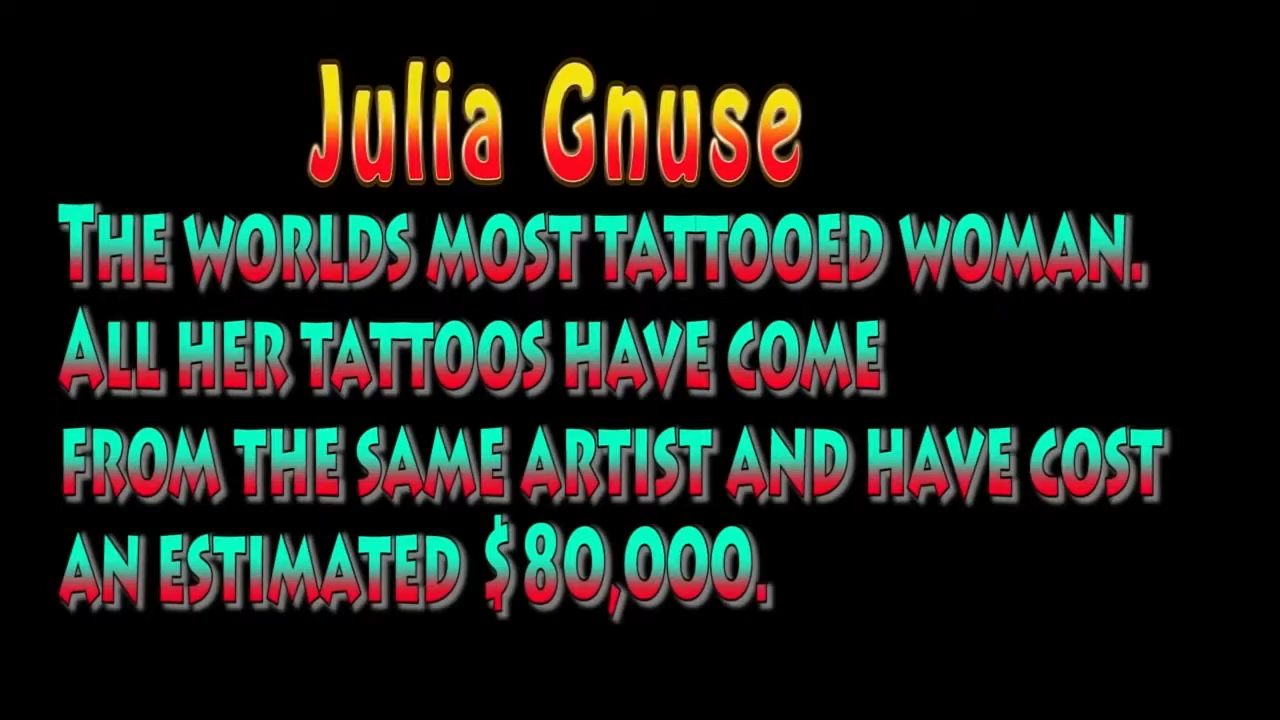 Julia Gnuse
The worlds most tattooed woman.
All her tattoos have come
from the same artist and have cost
an estimated $80,000.